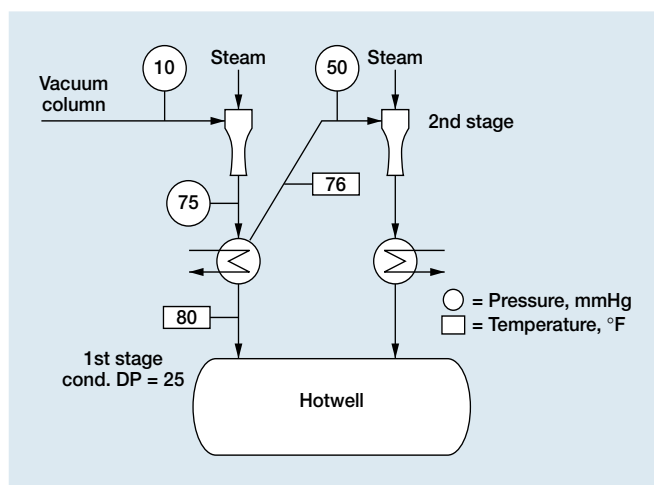 10
Steam
50
Steam
Vacuum
column
2nd stage
76
75
= Pressure, mmHg
= Temperature, °F
80
1st stage
cond. DP = 25
Hotwell